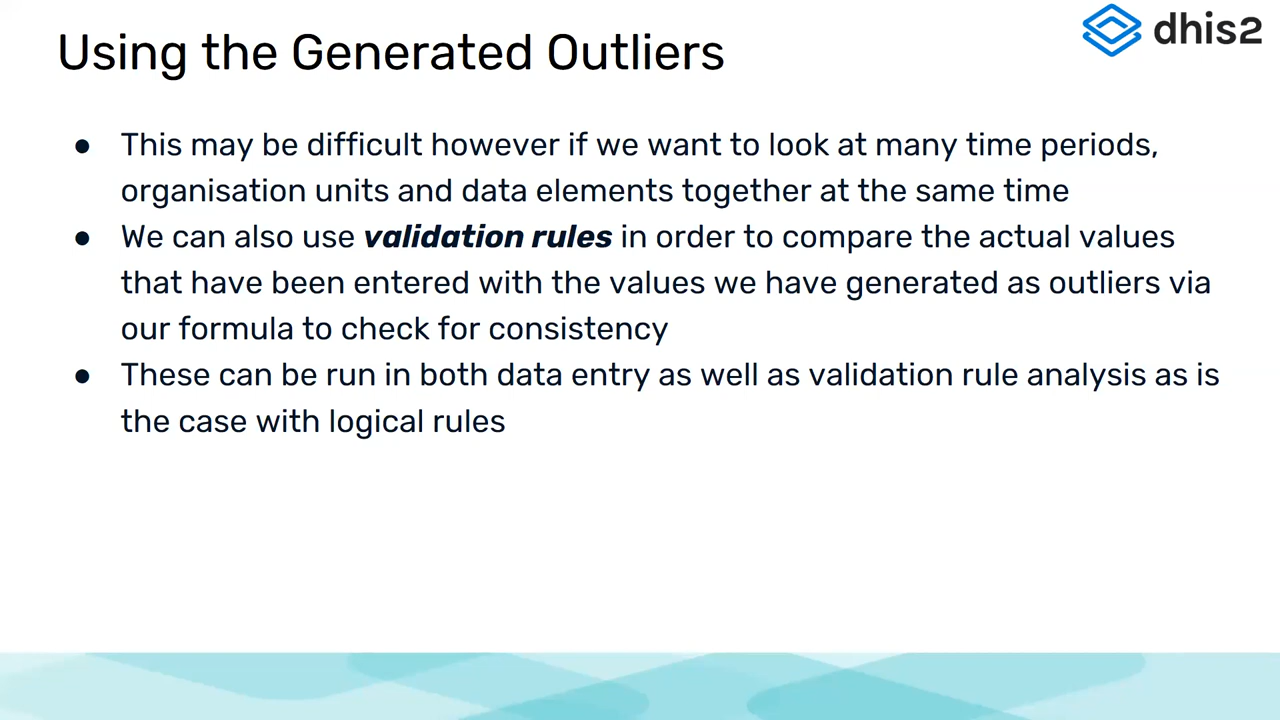 Using the Generated Outliers
dhis2
● This may be difficult however if we want to look at many time periods,
organisation units and data elements together at the same time
● We can also use validation rules in order to compare the actual values
that have been entered with the values we have generated as outliers via
our formula to check for consistency
● These can be run in both data entry as well as validation rule analysis as is
the case with logical rules